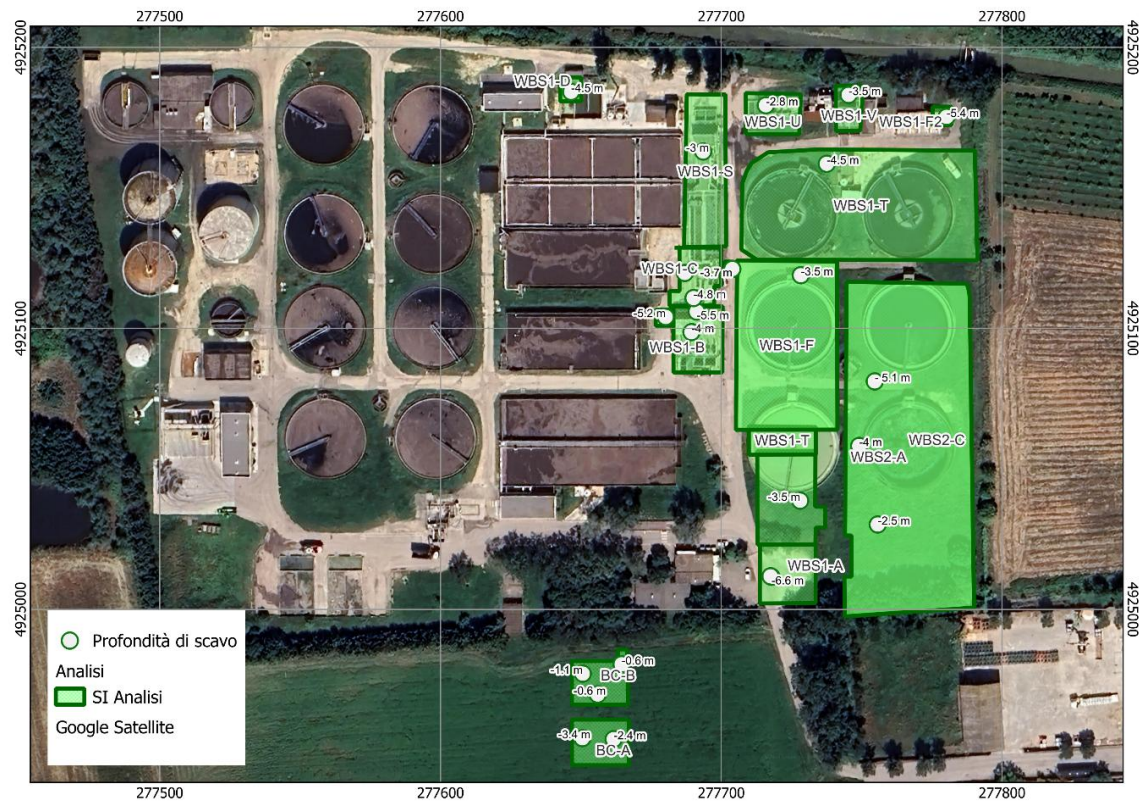 277500 277600 277700 277800
4925200 4925200
WBS1-D -4.5 m
-2.8 m WBS1-U
-3.5 m WBS1-V
WBS1-F2 -5.4 m
-3 m
WBS1-S
-4.5 m
WBS1-T
WBS1-C -3.7 m
-3.5 m
-4.8 m
-5.2 m -5.5 m
-4 m
WBS1-B
WBS1-F
4925100 4925100
-5.1 m
WBS1-T
-4 m
WBS2-A
WBS2-C
-3.5 m
-2.5 m
WBS1-A
-6.6 m
4925000 4925000
Profondità di scavo
Analisi
SI Analisi
Google Satellite
-1.1 m -0.6 m
BC-B
-0.6 m
-3.4 m -2.4 m
BC-A
277500 277600 277700 277800